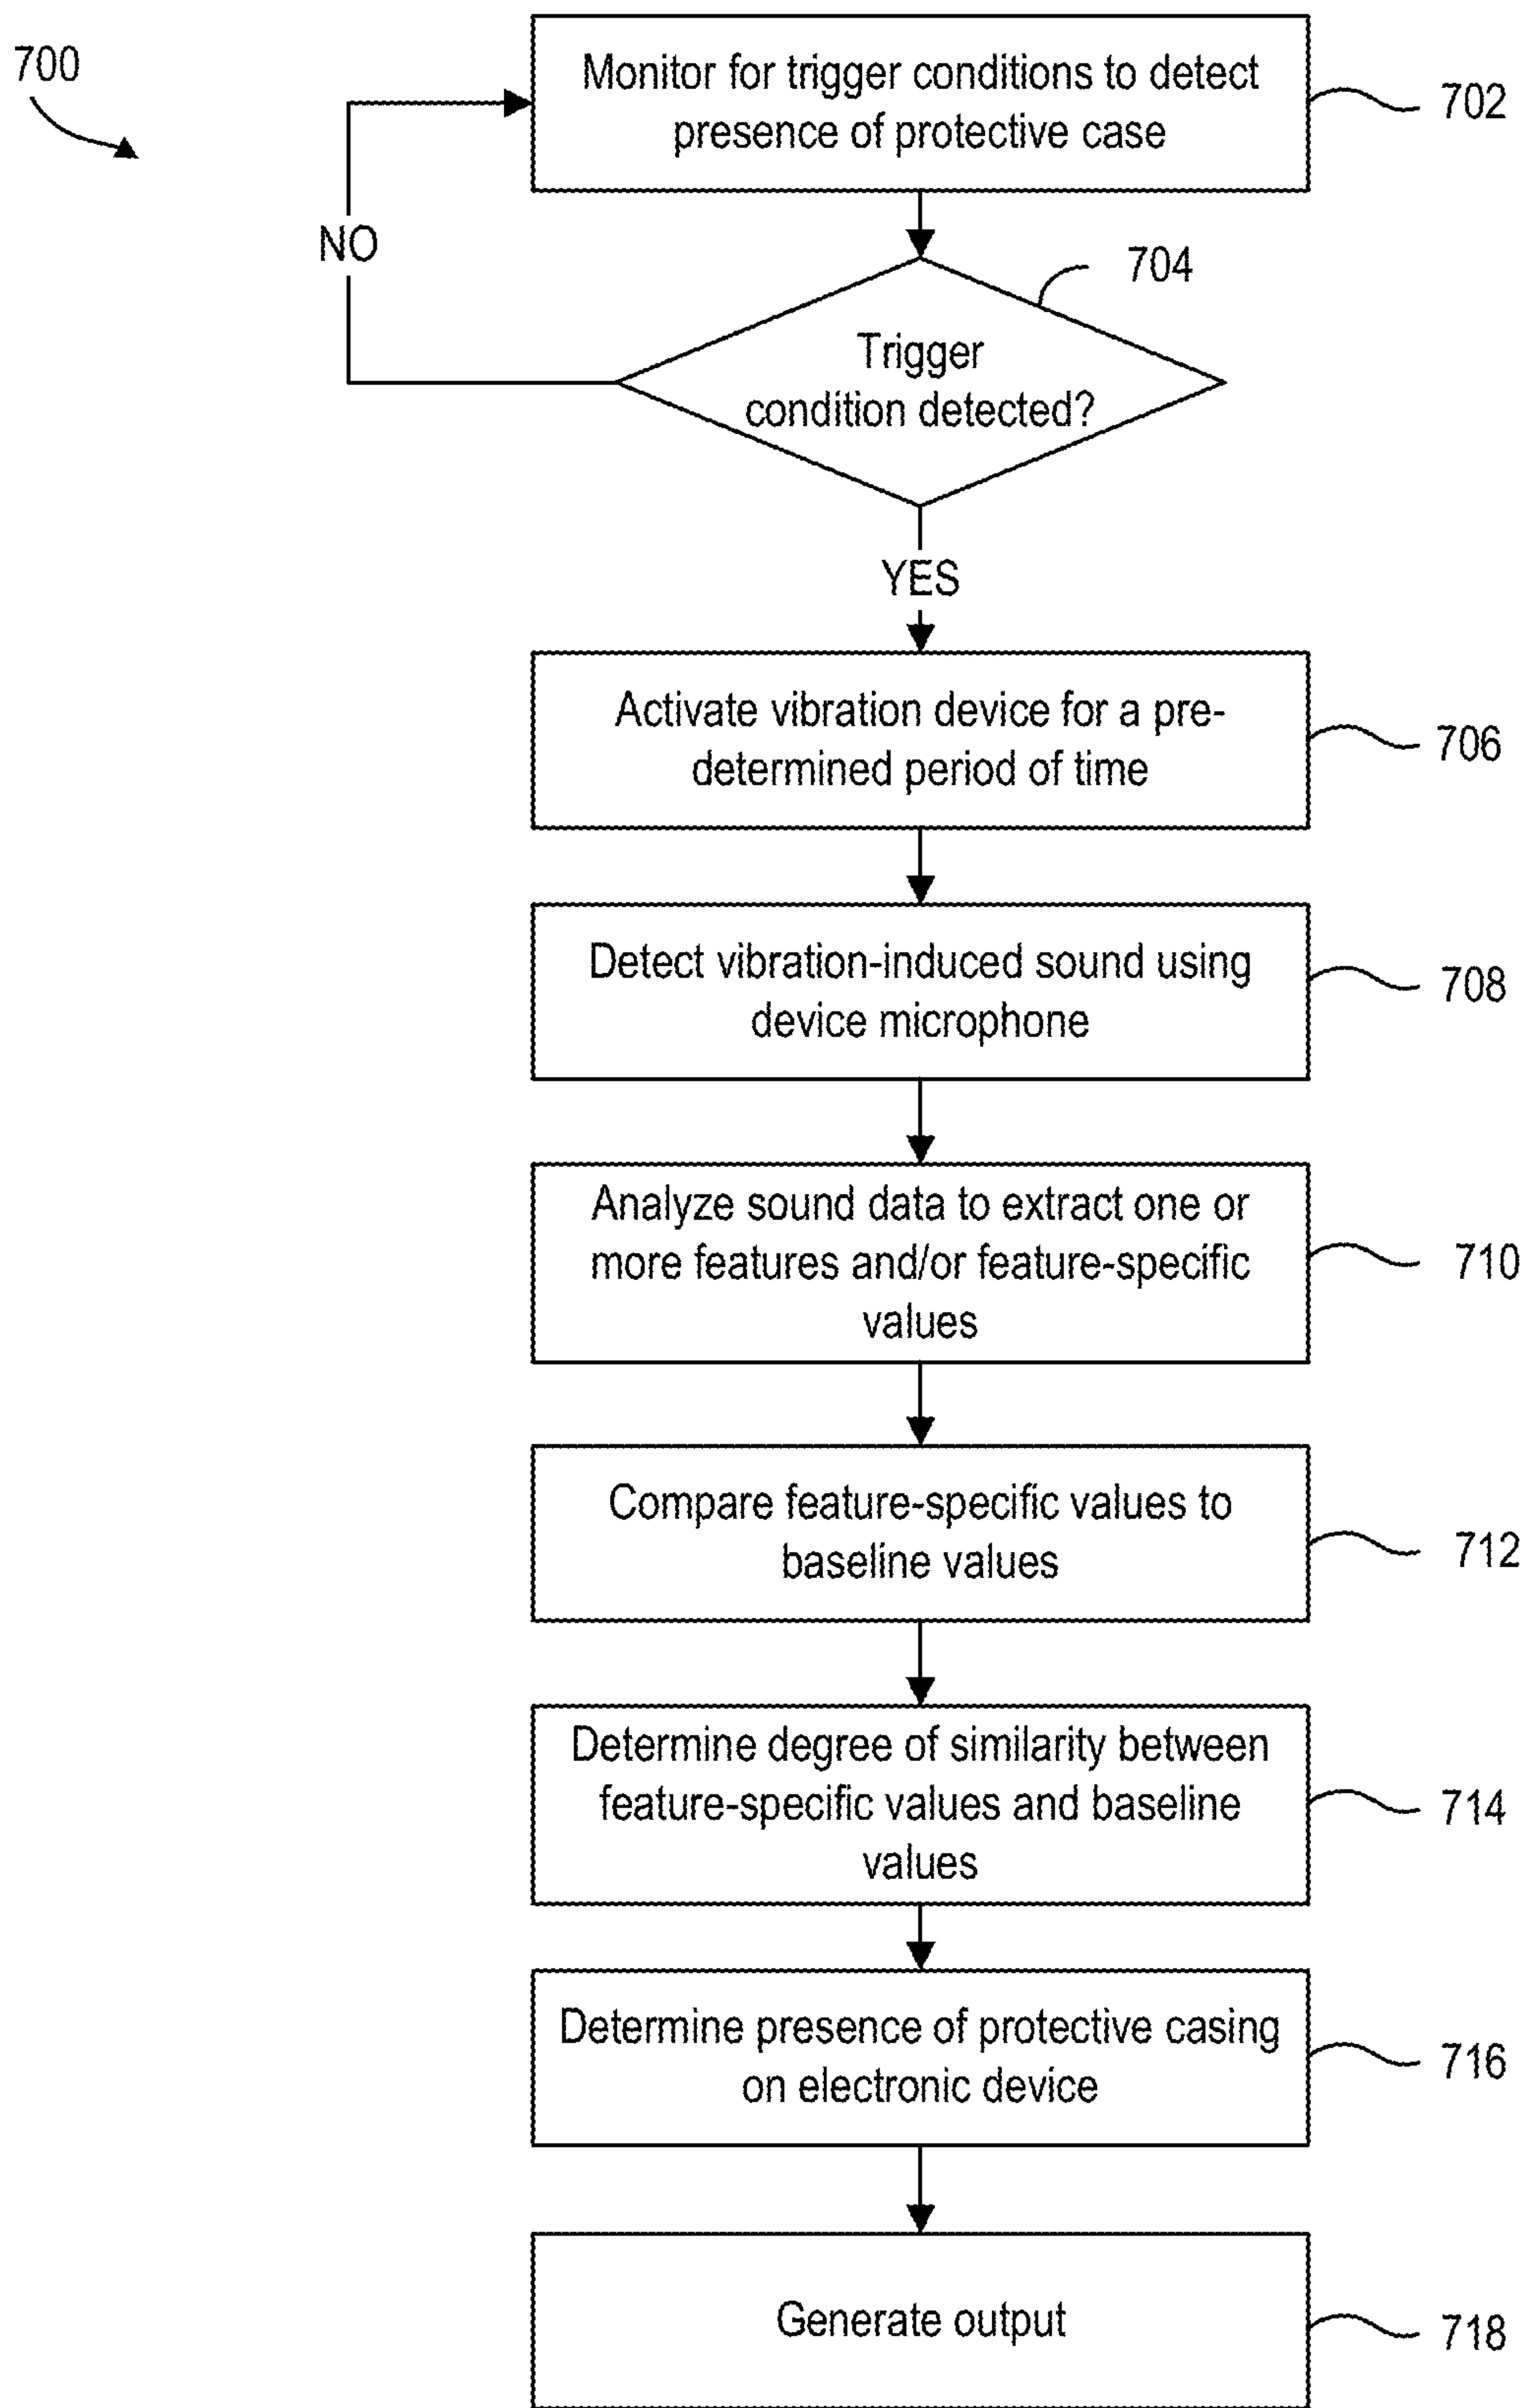 700
Monitor for trigger conditions to detect
presence of protective case
702
NO
704
Trigger
condition detected?
YES
Activate vibration device for a pre-
determined period of time
706
Detect vibration-induced sound using
device microphone
708
Analyze sound data to extract one or
more features and/or feature-specific
values
710
Compare feature-specific values to
baseline values
712
Determine degree of similarity between
feature-specific values and baseline
values
714
Determine presence of protective casing
on electronic device
716
Generate output
718